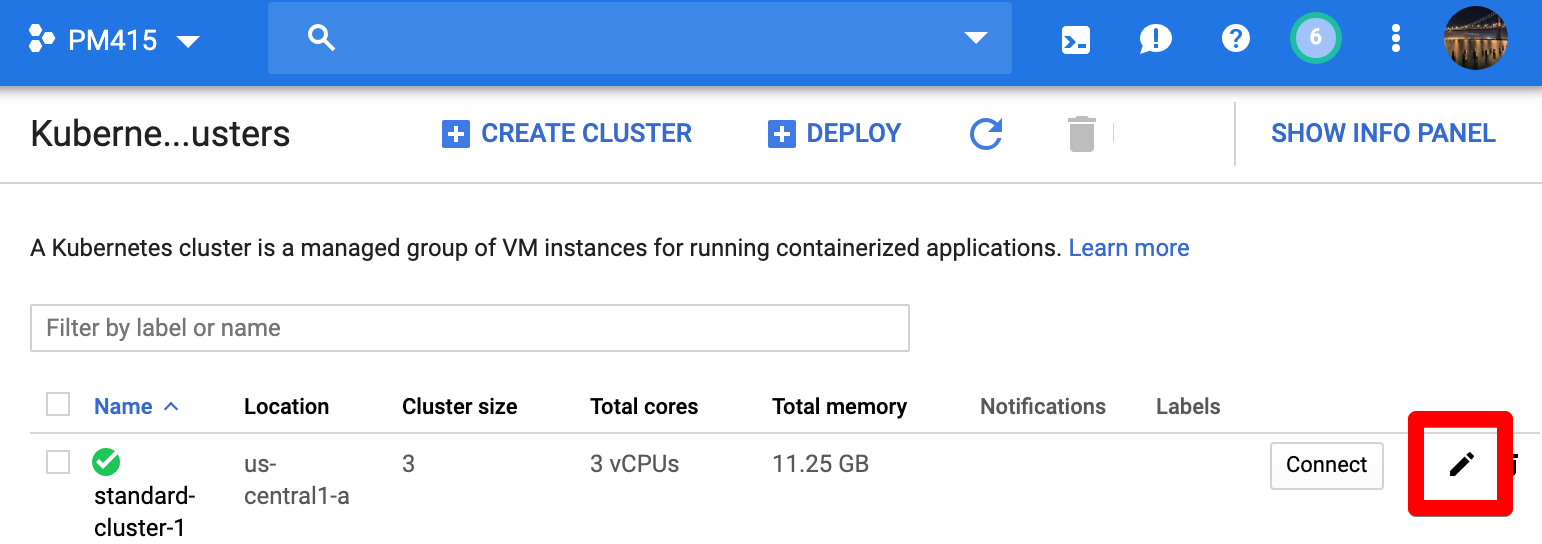 PM415
6
Kuberne...usters
CREATE CLUSTER
DEPLOY
SHOW INFO PANEL
A Kubernetes cluster is a managed group of VM instances for running containerized applications. Learn more
Filter by label or name
Name Location Cluster size Total cores Total memory Notifications Labels
standard-cluster-1 us-central1-a 3 3 vCPUs 11.25 GB Connect